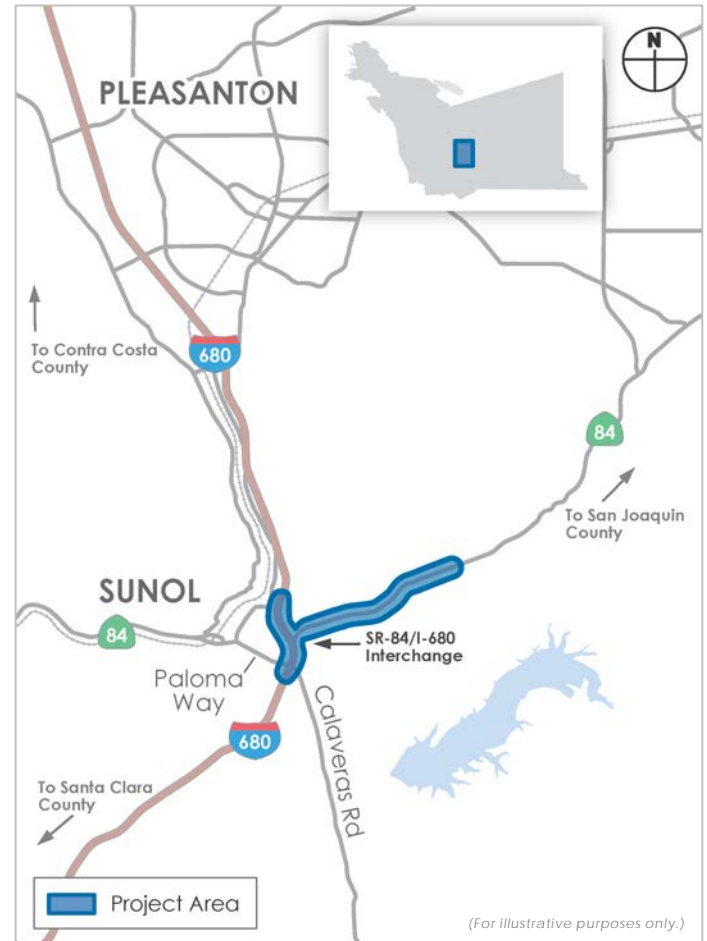 N
PLEASANTON
680
To Contra Costa
County
84
To San Joaquin
County
SUNOL
84
SR-84/I-680
Interchange
Paloma
Way
Calaveras Rd
680
To Santa Clara
County
Project Area
(For illustrative purposes only.)